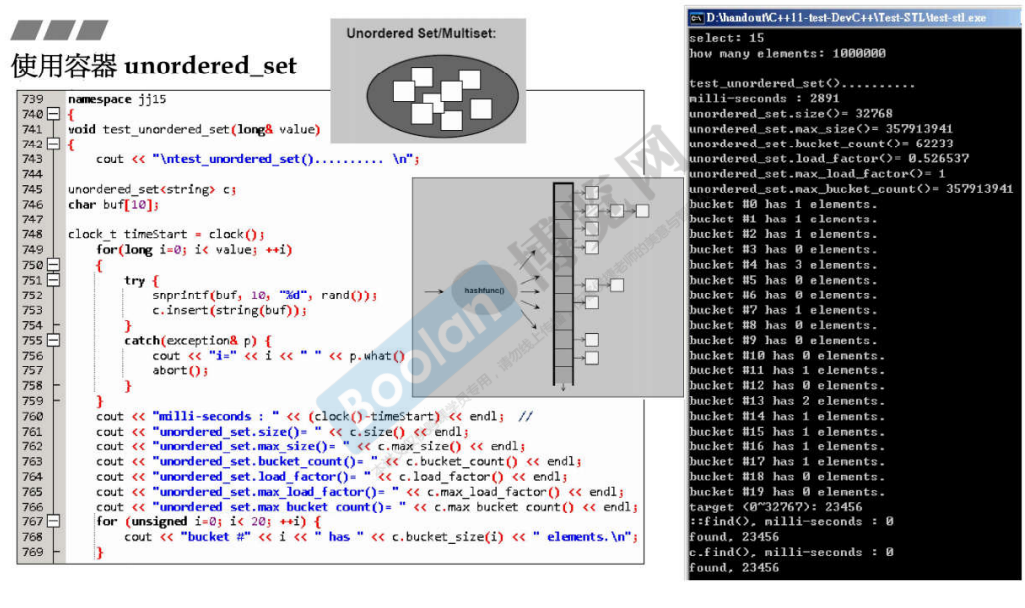 使用容器 unordered_set
Unordered Set/Multiset:
739 namespace jj15
740 {
741 void test_unordered_set(long& value)
742 {
743 cout << "\ntest_unordered_set().......... \n";
744
745 unordered_set<string> c;
746 char buf[10];
747
748 clock_t timeStart = clock();
749 for(long i=0; i< value; ++i)
750 {
751 try {
752 snprintf(buf, 10, "%d", rand());
753 c.insert(string(buf));
754 }
755 catch(exception& p) {
756 cout << "i=" << i << " " << p.what()
757 abort();
758 }
759 }
760 cout << "milli-seconds : " << (clock()-timeStart) << endl; //
761 cout << "unordered_set.size()= " << c.size() << endl;
762 cout << "unordered_set.max_size()= " << c.max_size() << endl;
763 cout << "unordered_set.bucket_count()= " << c.bucket_count() << endl;
764 cout << "unordered_set.load_factor()= " << c.load_factor() << endl;
765 cout << "unordered_set.max_load_factor()= " << c.max_load_factor() << endl;
766 cout << "unordered_set.max_bucket_count()= " << c.max_bucket_count() << endl;
767 for (unsigned i=0; i< 20; ++i) {
768 cout << "bucket #" << i << " has " << c.bucket_size(i) << " elements.\n";
769 }
hashfunc()
Boolan
博览网
D:\handout\C++11-test-DevC++\Test-STL\test-stl.exe
select: 15
how many elements: 1000000
test_unordered_set()..........
milli-seconds : 2891
unordered_set.size()= 32768
unordered_set.max_size()= 357913941
unordered_set.bucket_count()= 62233
unordered_set.load_factor()= 0.526537
unordered_set.max_load_factor()= 1
unordered_set.max_bucket_count()= 357913941
bucket #0 has 1 elements.
bucket #1 has 1 elements.
bucket #2 has 1 elements.
bucket #3 has 0 elements.
bucket #4 has 3 elements.
bucket #5 has 0 elements.
bucket #6 has 0 elements.
bucket #7 has 1 elements.
bucket #8 has 0 elements.
bucket #9 has 0 elements.
bucket #10 has 0 elements.
bucket #11 has 1 elements.
bucket #12 has 0 elements.
bucket #13 has 2 elements.
bucket #14 has 1 elements.
bucket #15 has 1 elements.
bucket #16 has 1 elements.
bucket #17 has 1 elements.
bucket #18 has 0 elements.
bucket #19 has 0 elements.
target (0~32767): 23456
::find(), milli-seconds : 0
found, 23456
c.find(), milli-seconds : 0
found, 23456